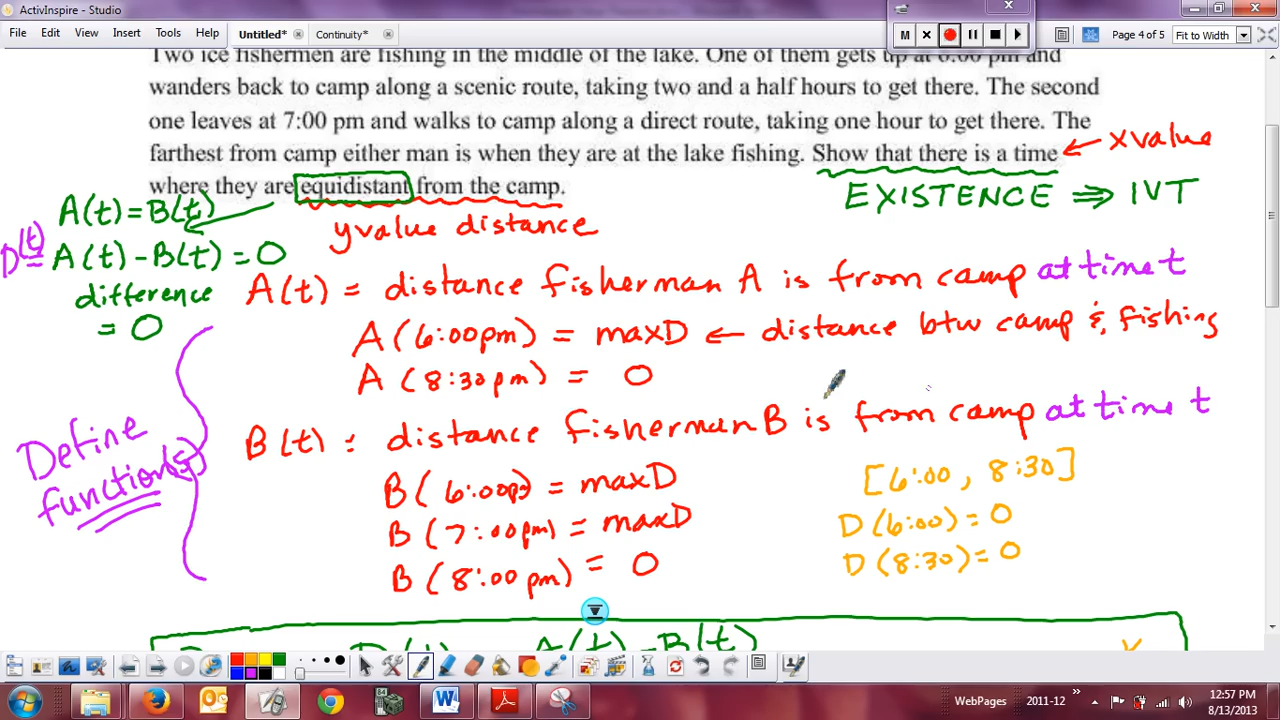 ActivInspire - Studio
File Edit View Insert Tools Help Untitled* Continuity* Page 4 of 5 Fit to Width
Two ice fishermen are fishing in the middle of the lake. One of them gets up at 6:00 pm and
wanders back to camp along a scenic route, taking two and a half hours to get there. The second
one leaves at 7:00 pm and walks to camp along a direct route, taking one hour to get there. The
farthest from camp either man is when they are at the lake fishing. Show that there is a time
← x value
where they are equidistant from the camp.
EXISTENCE ⇒ IVT
A(t)=B(t)
y value distance
D(t) = A(t) - B(t) = 0
difference
= 0
A(t) = distance fisherman A is from camp at time t
A(6:00pm) = maxD ← distance btw camp & fishing
A (8:30pm) = 0
Define
function(s)
B(t) = distance fisherman B is from camp at time t
B(6:00pm) = maxD
B(7:00pm) = maxD
B(8:00pm) = 0
[6:00, 8:30]
D(6:00) = 0
D(8:30) = 0
D(t) A(t) - B(t)
WebPages 2011-12 12:57 PM
8/13/2013